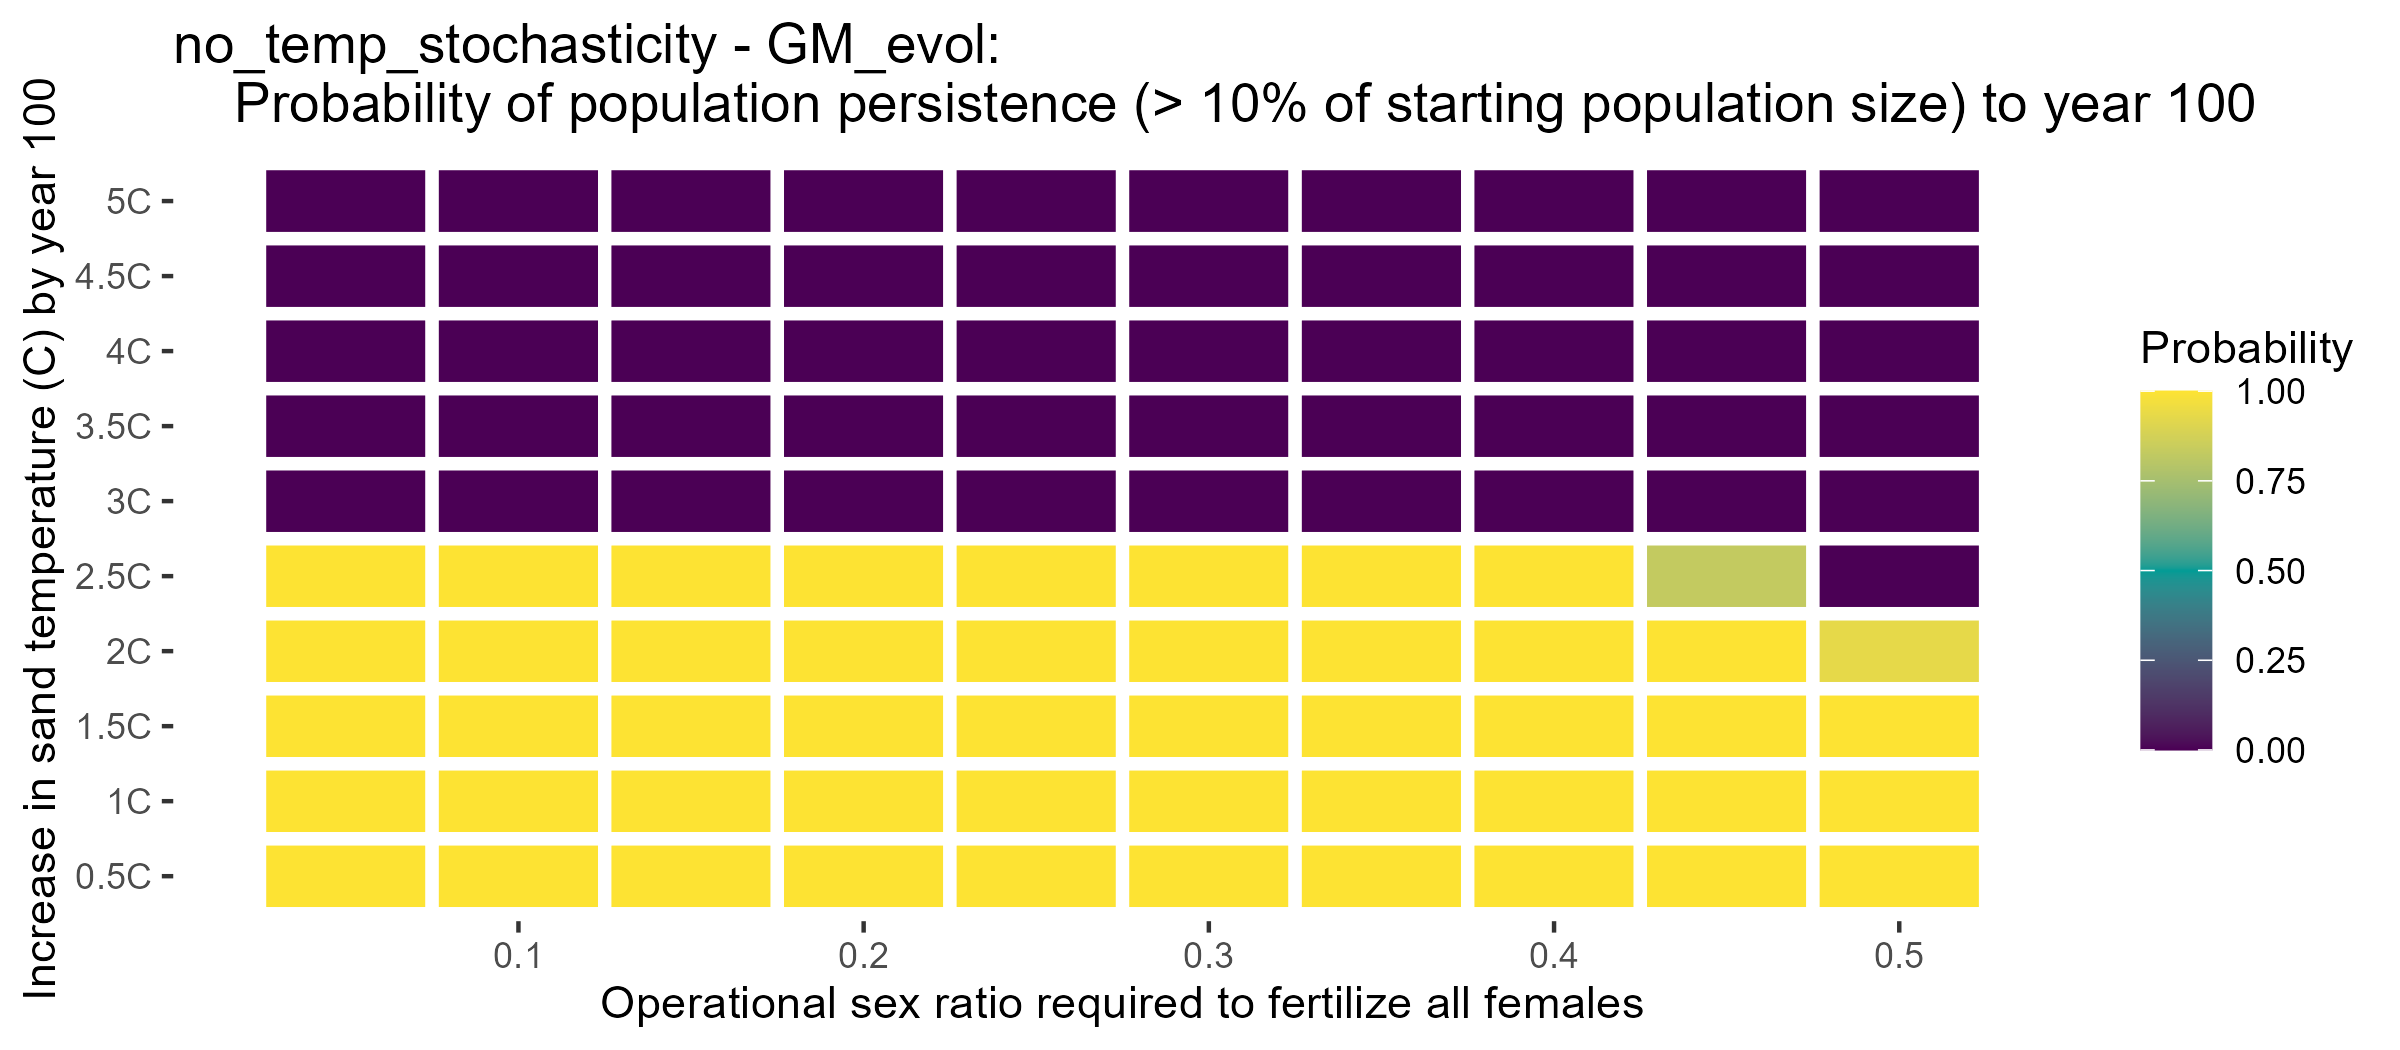 no_temp_stochasticity - GM_evol:
Probability of population persistence (> 10% of starting population size) to year 100
Increase in sand temperature (C) by year 100
5C
4.5C
4C
3.5C
3C
2.5C
2C
1.5C
1C
0.5C
0.1
0.2
0.3
0.4
0.5
Operational sex ratio required to fertilize all females
Probability
1.00
0.75
0.50
0.25
0.00